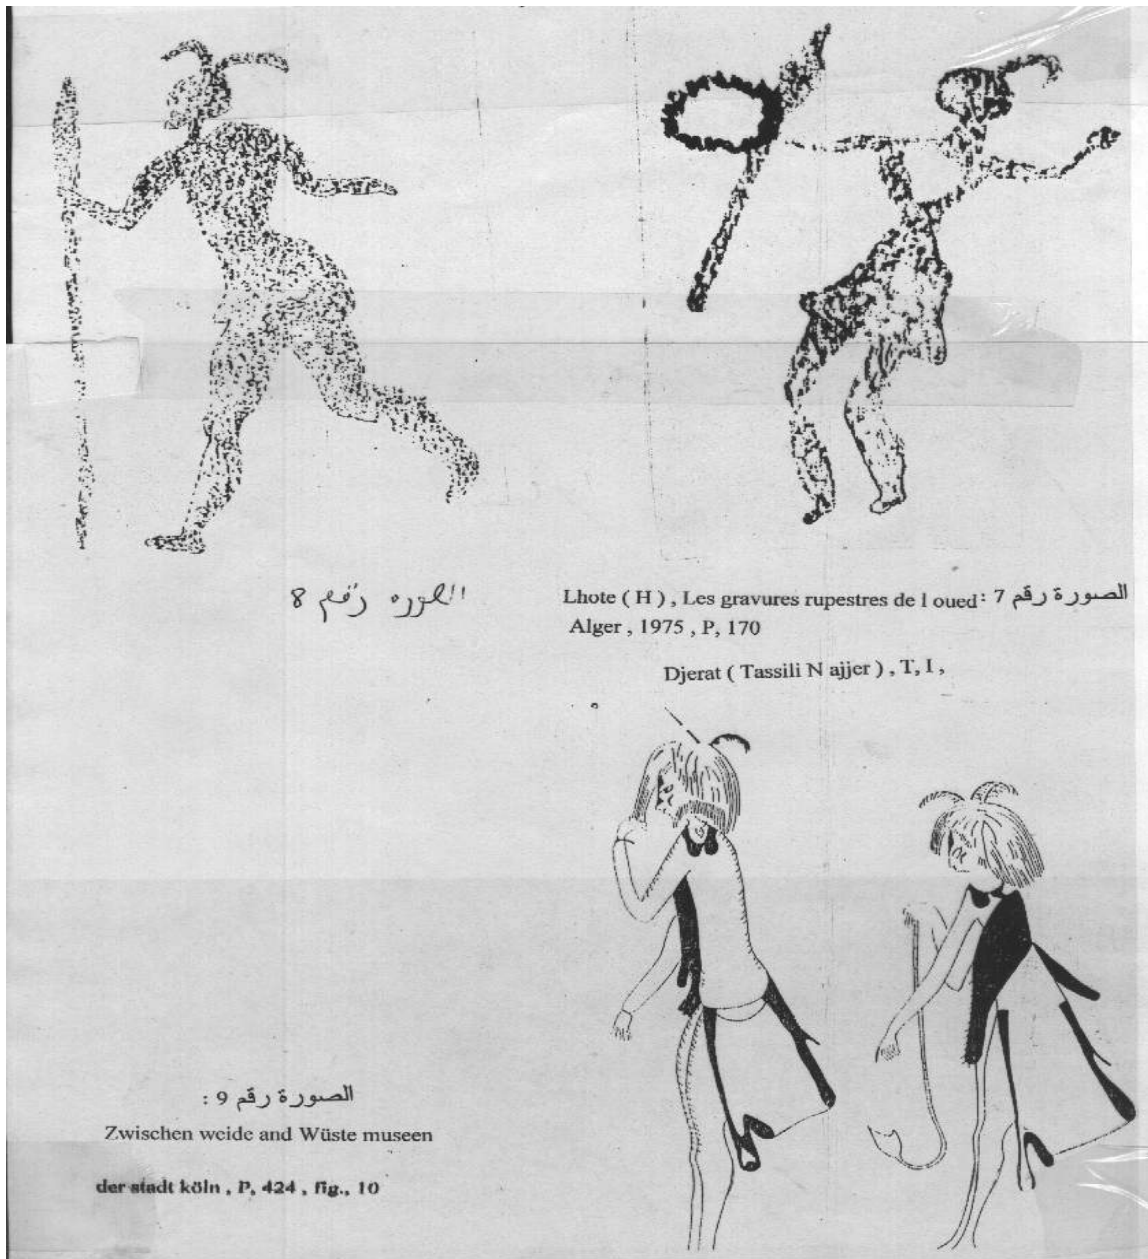 الصوره رقم 8
الصورة رقم 7 : Lhote ( H ) , Les gravures rupestres de l oued
Alger , 1975 , P, 170
Djerat ( Tassili N ajjer ) , T, I ,
الصورة رقم 9 :
Zwischen weide and Wüste museen
der stadt köln , P, 424 , fig., 10